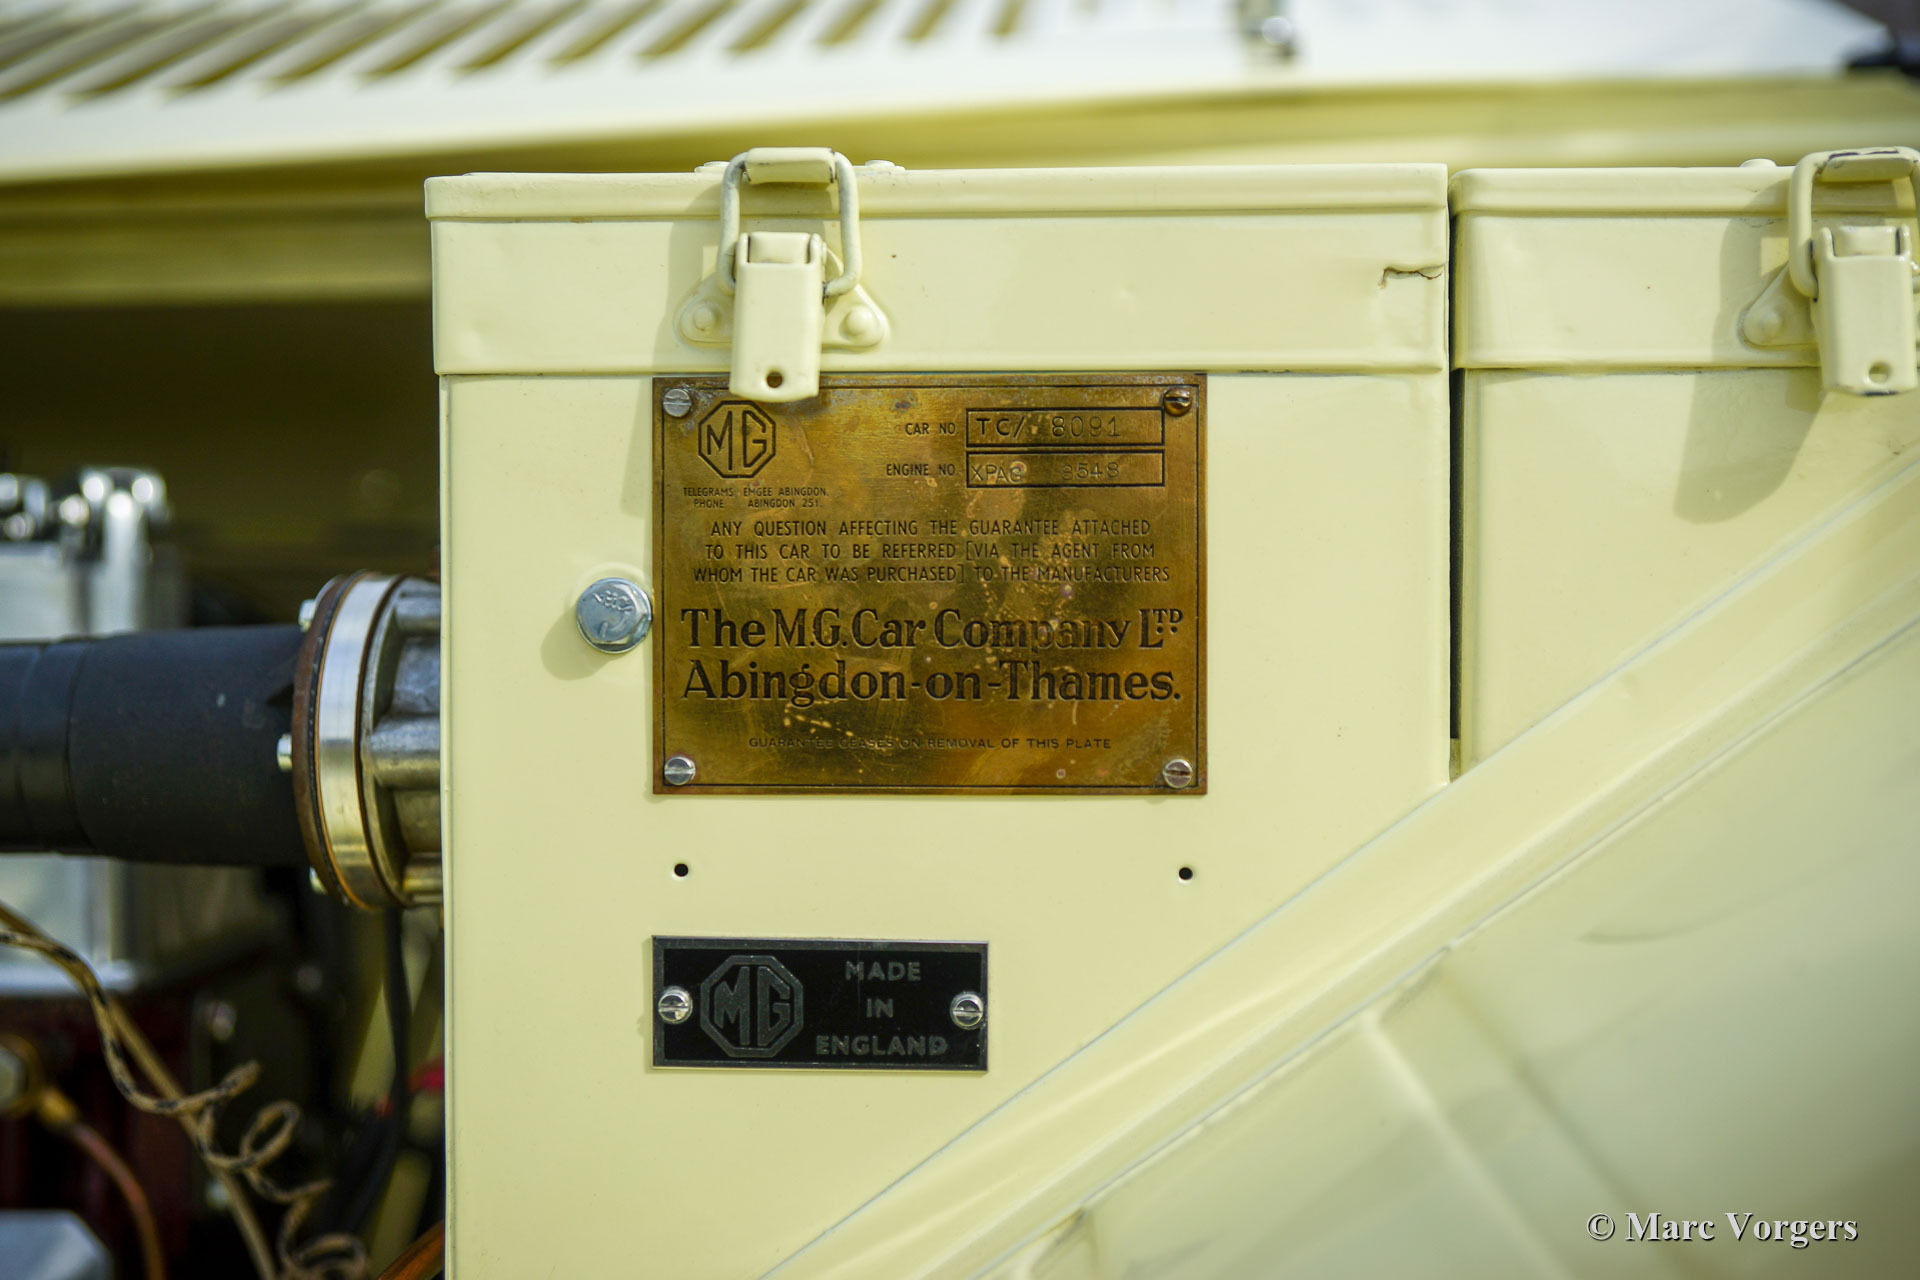 MG
CAR NO TC/ 8091
ENGINE NO XPAG 8548
TELEGRAMS EMGEE ABINGDON.
PHONE ABINGDON 251.
ANY QUESTION AFFECTING THE GUARANTEE ATTACHED
TO THIS CAR TO BE REFERRED [VIA THE AGENT FROM
WHOM THE CAR WAS PURCHASED] TO THE MANUFACTURERS
The M.G. Car Company LTD
Abingdon-on-Thames.
GUARANTEE CEASES ON REMOVAL OF THIS PLATE
MG
MADE
IN
ENGLAND
© Marc Vorgers